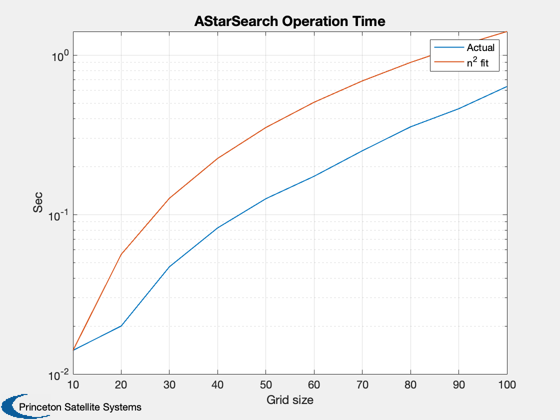 AStarSearch Operation Time
Actual
n² fit
10⁰
10⁻¹
10⁻²
Sec
10 20 30 40 50 60 70 80 90 100
Grid size
Princeton Satellite Systems